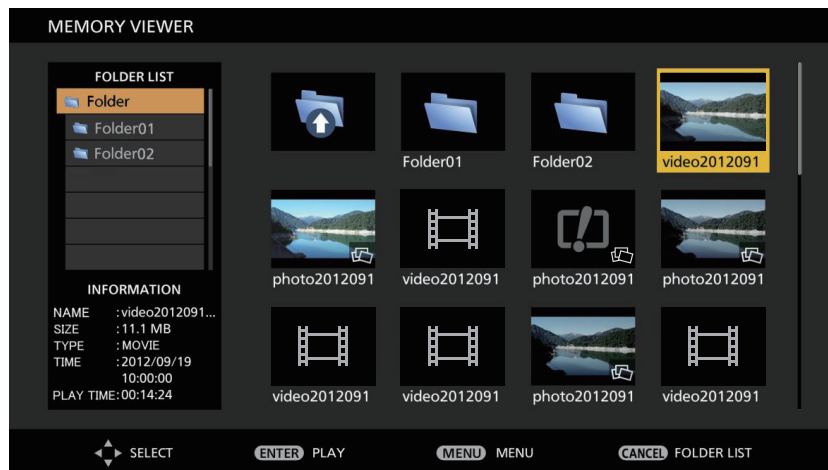 MEMORY VIEWER
FOLDER LIST
Folder
Folder01
Folder02
INFORMATION
NAME :video2012091...
SIZE :11.1 MB
TYPE :MOVIE
TIME :2012/09/19
10:00:00
PLAY TIME:00:14:24
Folder01 Folder02 video2012091
photo2012091 video2012091 photo2012091 photo2012091
video2012091 video2012091 photo2012091 video2012091
SELECT ENTER PLAY MENU MENU CANCEL FOLDER LIST